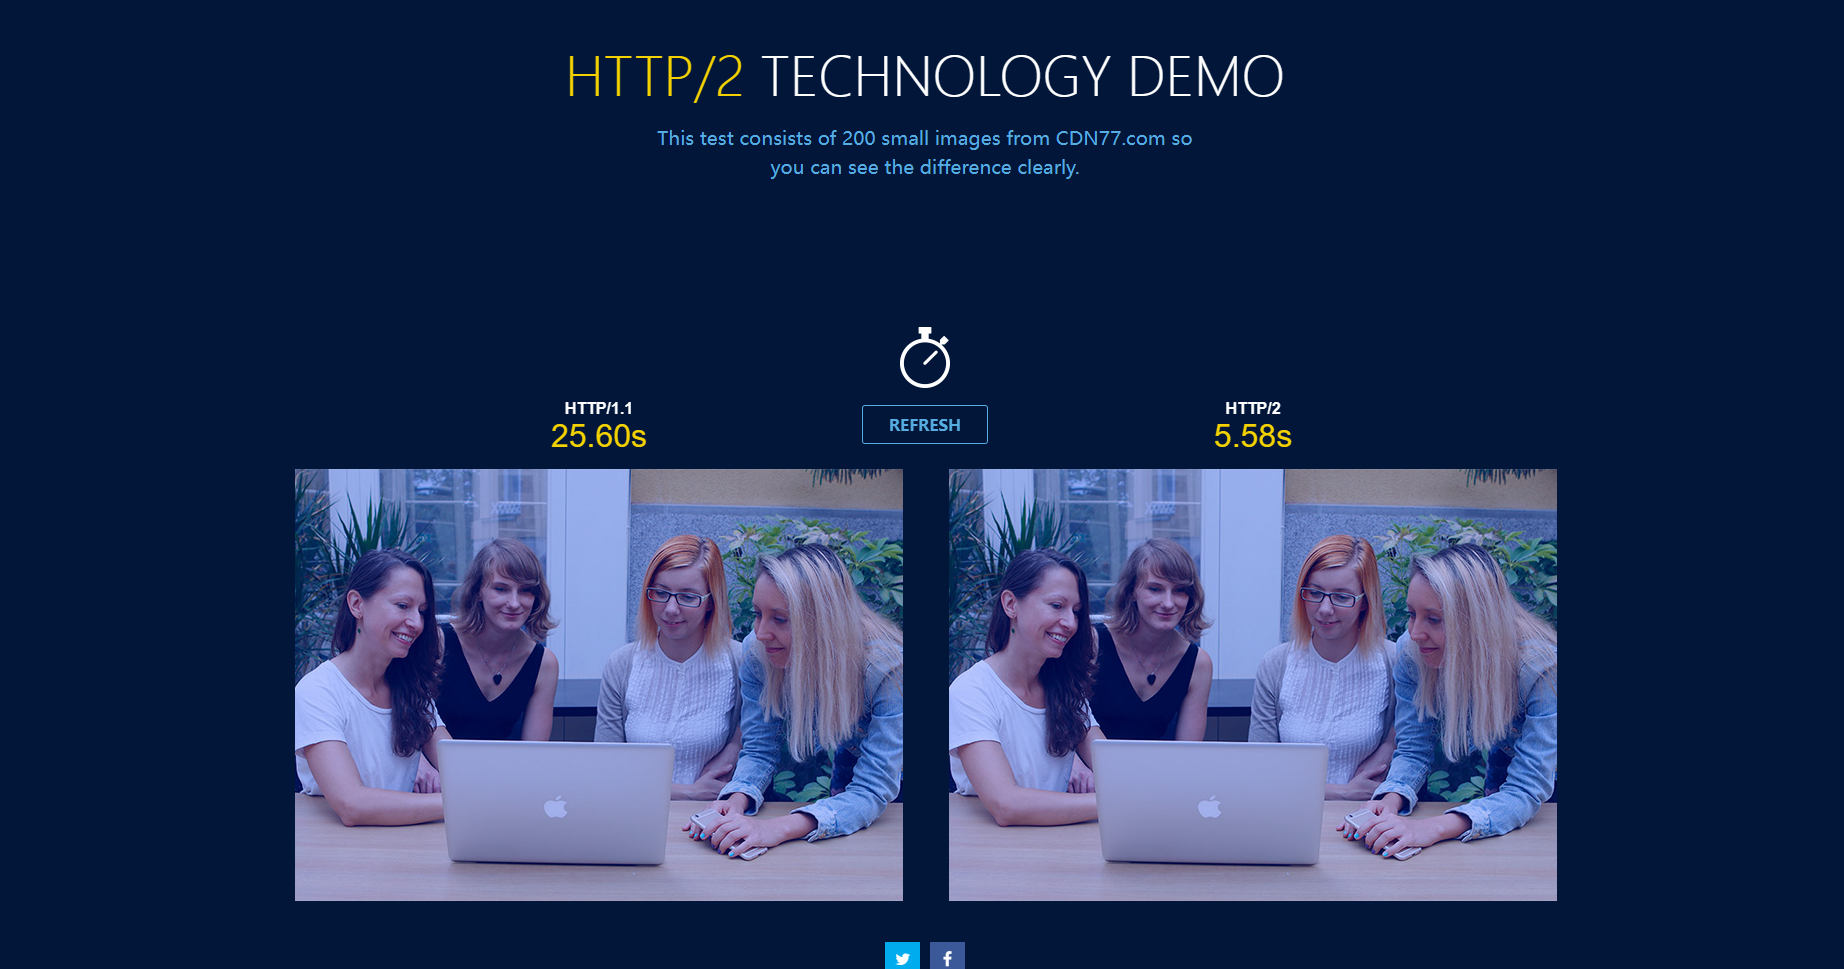 HTTP/2 TECHNOLOGY DEMO
This test consists of 200 small images from CDN77.com so
you can see the difference clearly.
HTTP/1.1
25.60s
REFRESH
HTTP/2
5.58s